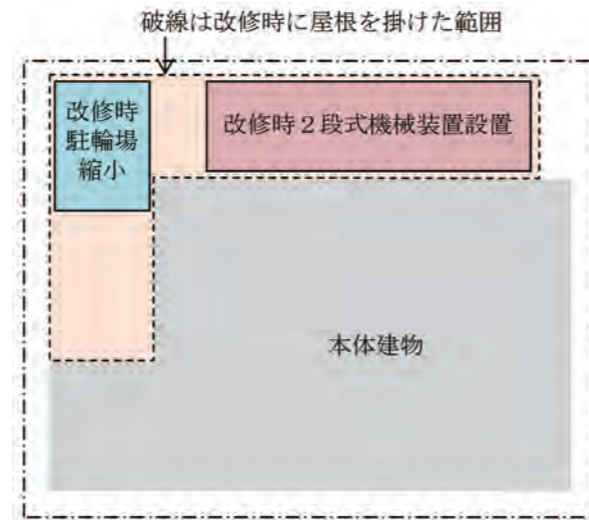 破線は改修時に屋根を掛けた範囲
改修時
駐輪場
縮小
改修時２段式機械装置設置
本体建物